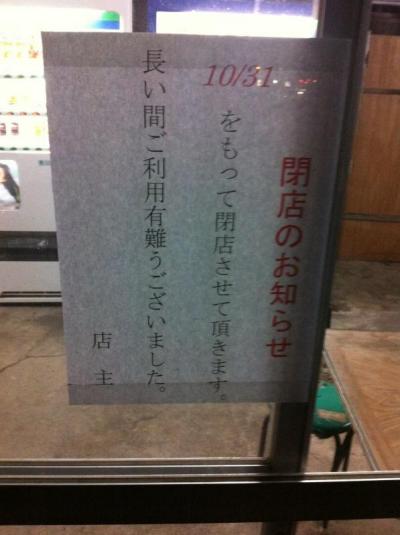 閉店のお知らせ
10/31をもって閉店させて頂きます。
長い間ご利用有難うございました。
店主